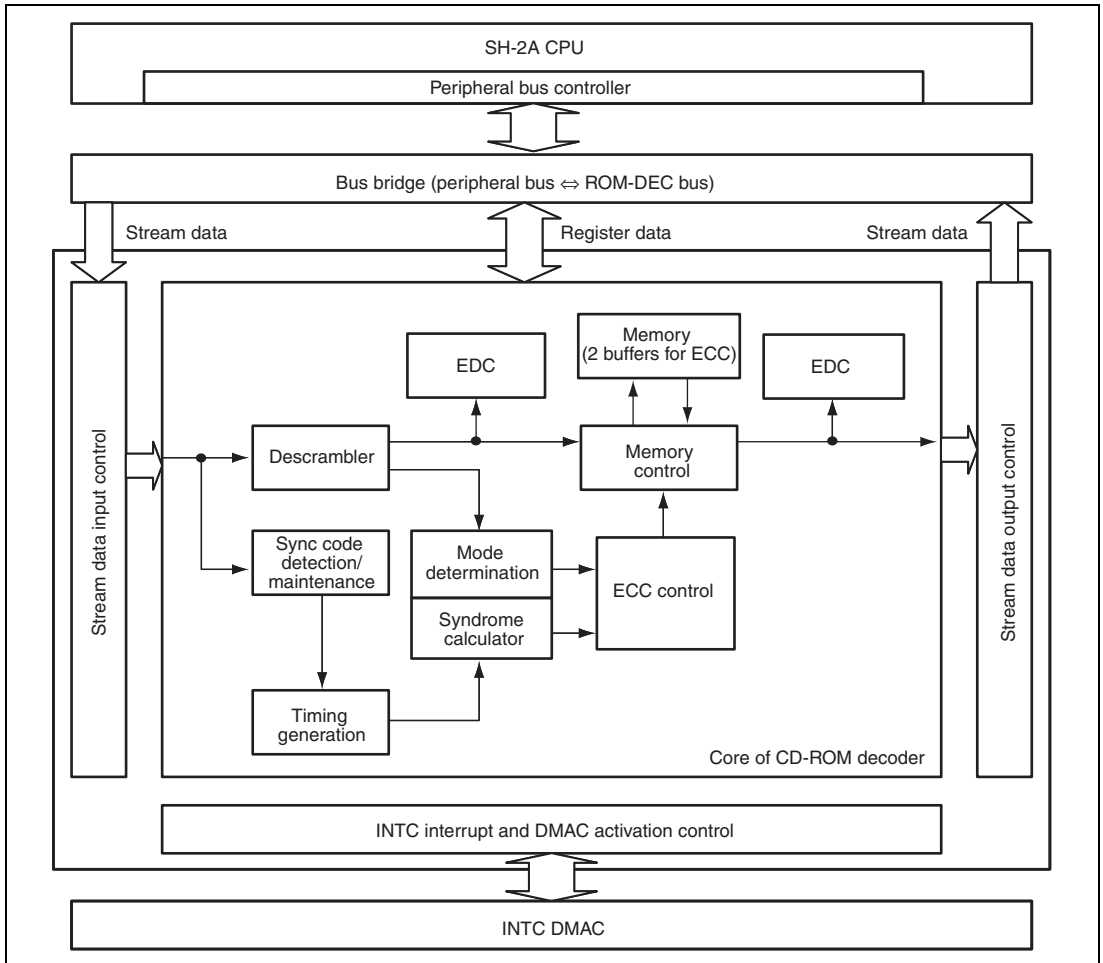 SH-2A CPU
Peripheral bus controller
Bus bridge (peripheral bus ⇔ ROM-DEC bus)
Stream data
Register data
Stream data
Stream data input control
EDC
Memory
(2 buffers for ECC)
EDC
Descrambler
Memory
control
Sync code
detection/
maintenance
Mode
determination
ECC control
Syndrome
calculator
Timing
generation
Core of CD-ROM decoder
Stream data output control
INTC interrupt and DMAC activation control
INTC DMAC